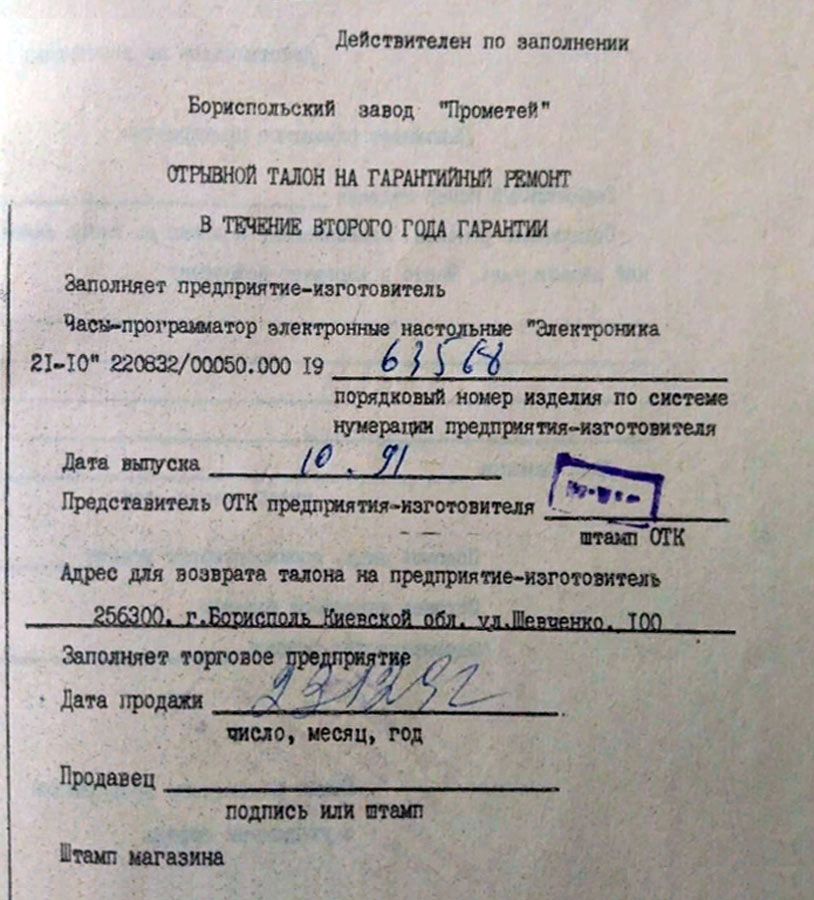 Действителен по заполнении
Бориспольский завод "Прометей"
ОТРЫВНОЙ ТАЛОН НА ГАРАНТИЙНЫЙ РЕМОНТ
В ТЕЧЕНИЕ ВТОРОГО ГОДА ГАРАНТИИ
Заполняет предприятие-изготовитель
Часы-программатор электронные настольные "Электроника
21-10" 220832/00050.000 19 63568
порядковый номер изделия по системе
нумерации предприятия-изготовителя
Дата выпуска 10.91
Представитель ОТК предприятия-изготовителя
штамп ОТК
Адрес для возврата талона на предприятие-изготовитель
256300, г.Борисполь Киевской обл. ул.Шевченко, 100
Заполняет торговое предприятие
Дата продажи
число, месяц, год
Продавец
подпись или штамп
Штамп магазина